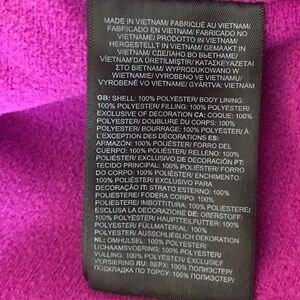 MADE IN VIETNAM/ FABRIQUÉ AU VIETNAM/
FABRICADO EN VIETNAM/ FABRICADO NO
VIETNAM/ PRODOTTO IN VIETNAM/
HERGESTELLT IN VIETNAM/ GEMAAKT IN
VIETNAM/ СДЕЛАНО ВО ВЬЕТНАМЕ/
VİETNAM'DA ÜRETİLMİŞTİR/ ΚΑΤΑΣΚΕΥΑΖΕΤΑΙ
ΣΤΟ ΒΙΕΤΝΑΜ/ WYPRODUKOWANO W
WIETNAMIE/ VYROBENO VE VIETNAMU/
VYROBENÉ VO VIETNAME
GB: SHELL: 100% POLYESTER/ BODY LINING:
100% POLYESTER/ FILLING: 100% POLYESTER/
EXCLUSIVE OF DECORATION CA: COQUE: 100%
POLYESTER/ DOUBLURE DU CORPS: 100%
POLYESTER/ BOURRAGE: 100% POLYESTER/ À
L'EXCEPTION DES DÉCORATIONS ES:
ARMAZÓN: 100% POLIÉSTER/ FORRO DEL
CUERPO: 100% POLIÉSTER/ RELLENO: 100%
POLIÉSTER/ EXCLUSIVO DE DECORACIÓN PT:
TECIDO PRINCIPAL: 100% POLIÉSTER/ FORRO
DO CORPO: 100% POLIÉSTER/ ENCHIMENTO:
100% POLIÉSTER/ EXCLUSIVO PARA
DECORAÇÃO IT: STRATO ESTERNO: 100%
POLIESTERE/ FODERA CORPO: 100%
POLIESTERE/ IMBOTTITURA: 100% POLIESTERE/
ESCLUSA LA DECORAZIONE DE: OBERSTOFF:
100% POLYESTER/ HAUPTTEILFUTTER: 100%
POLYESTER/ FÜLLMATERIAL: 100%
POLYESTER/ AUSSCHLIEßLICH DEKORATION
NL: OMHULSEL: 100% POLYESTER/
LICHAAMSVOERING: 100% POLYESTER/
VULLING: 100% POLYESTER/ EXCLUSIEF
VERSIERING RU: ВЕРХ: 100% ПОЛИЭСТЕР/
ПОДКЛАДКА ПО ТОРСУ: 100% ПОЛИЭСТЕР/